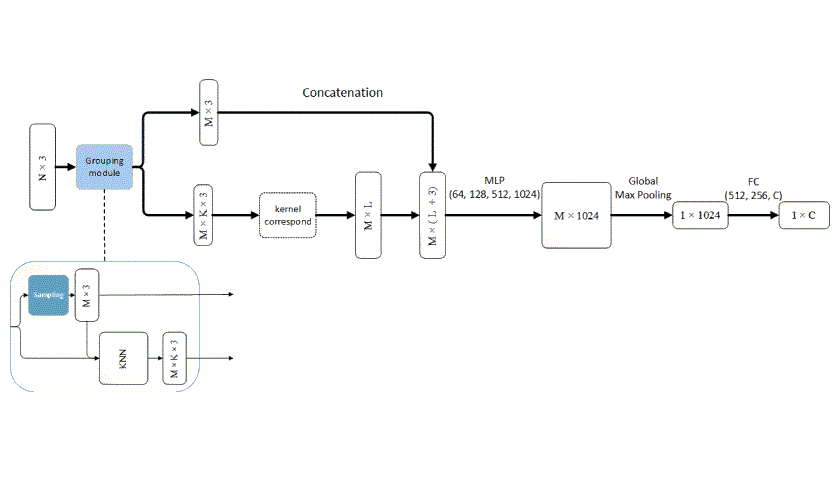 Concatenation
M × 3
N × 3
Grouping
module
M × K × 3
kernel
correspond
M × L
M × ( L + 3)
MLP
(64, 128, 512, 1024)
M × 1024
Global
Max Pooling
1 × 1024
FC
(512, 256, C)
1 × C
Sampling
M × 3
KNN
M × K × 3